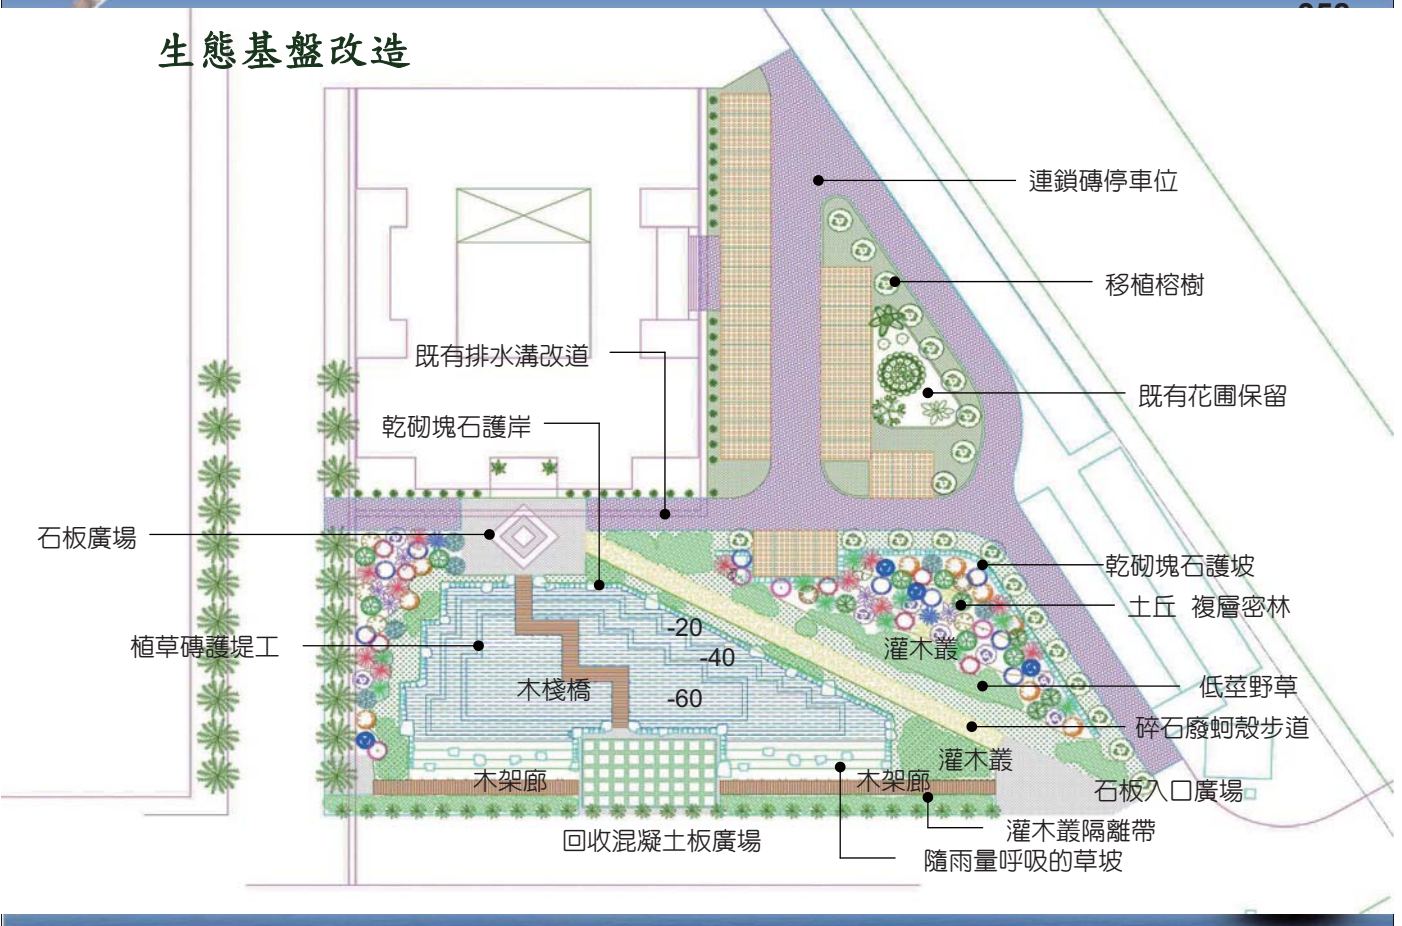 生態基盤改造
連鎖磚停車位
移植榕樹
既有排水溝改道
既有花圃保留
乾砌塊石護岸
石板廣場
乾砌塊石護坡
土丘 複層密林
-20
植草磚護堤工
灌木叢
-40
木棧橋
低莖野草
-60
碎石廢蚵殼步道
灌木叢
木架廊
木架廊
石板入口廣場
灌木叢隔離帶
回收混凝土板廣場
隨雨量呼吸的草坡